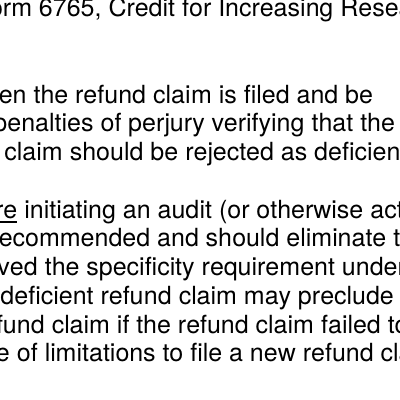 orm 6765, Credit for Increasing Rese
en the refund claim is filed and be
penalties of perjury verifying that the
claim should be rejected as deficien
re initiating an audit (or otherwise act
ecommended and should eliminate t
ved the specificity requirement unde
deficient refund claim may preclude
fund claim if the refund claim failed to
e of limitations to file a new refund cl